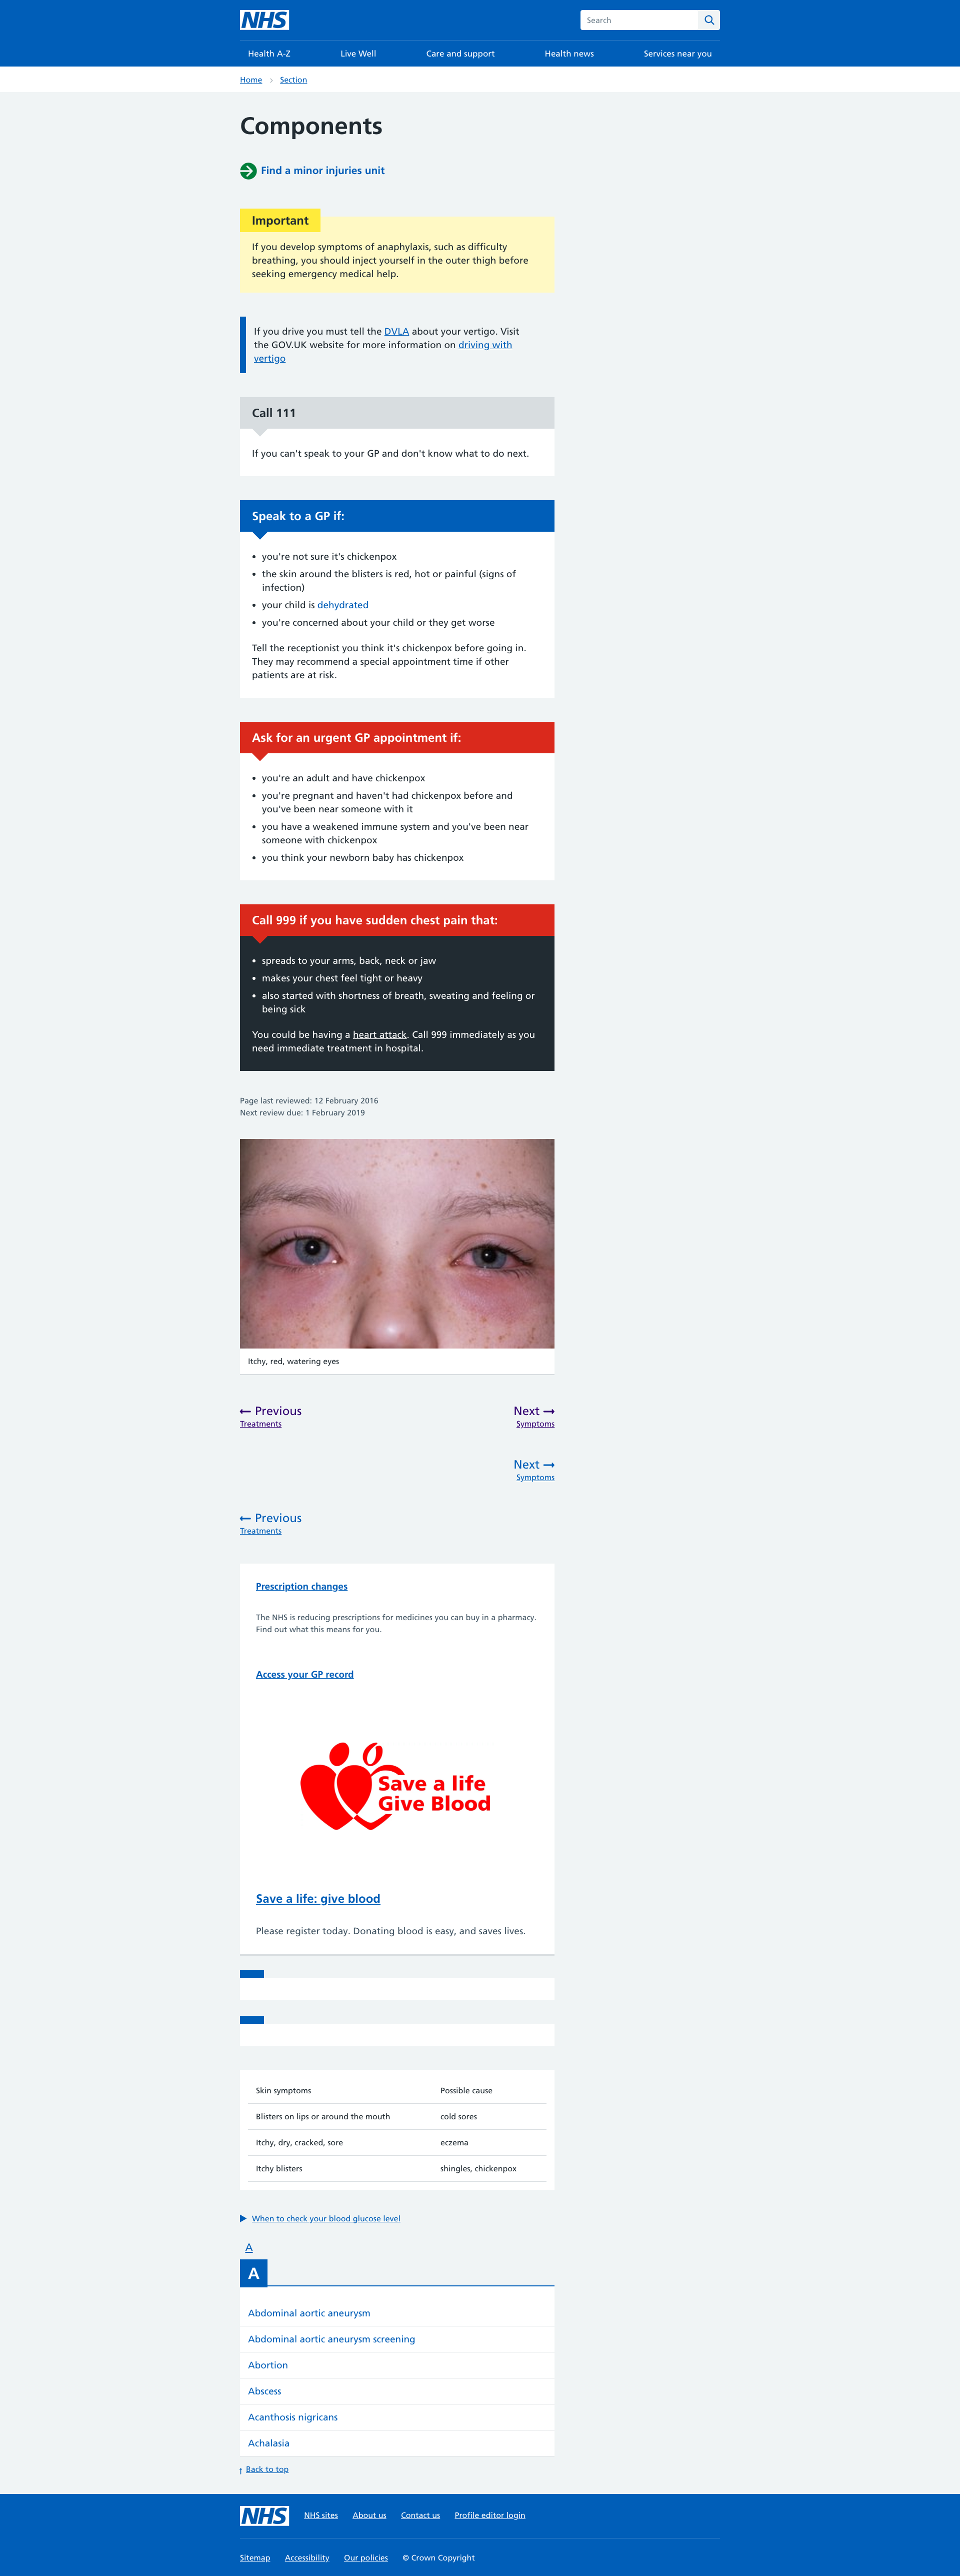 NHS
Search
Health A-Z
Live Well
Care and support
Health news
Services near you
Home
Section
Components
Find a minor injuries unit
Important
If you develop symptoms of anaphylaxis, such as difficulty
breathing, you should inject yourself in the outer thigh before
seeking emergency medical help.
If you drive you must tell the DVLA about your vertigo. Visit
the GOV.UK website for more information on driving with
vertigo
Call 111
If you can't speak to your GP and don't know what to do next.
Speak to a GP if:
• you're not sure it's chickenpox
• the skin around the blisters is red, hot or painful (signs of
infection)
• your child is dehydrated
• you're concerned about your child or they get worse
Tell the receptionist you think it's chickenpox before going in.
They may recommend a special appointment time if other
patients are at risk.
Ask for an urgent GP appointment if:
• you're an adult and have chickenpox
• you're pregnant and haven't had chickenpox before and
you've been near someone with it
• you have a weakened immune system and you've been near
someone with chickenpox
• you think your newborn baby has chickenpox
Call 999 if you have sudden chest pain that:
• spreads to your arms, back, neck or jaw
• makes your chest feel tight or heavy
• also started with shortness of breath, sweating and feeling or
being sick
You could be having a heart attack. Call 999 immediately as you
need immediate treatment in hospital.
Page last reviewed: 12 February 2016
Next review due: 1 February 2019
Itchy, red, watering eyes
Previous
Treatments
Next
Symptoms
Next
Symptoms
Previous
Treatments
Prescription changes
The NHS is reducing prescriptions for medicines you can buy in a pharmacy.
Find out what this means for you.
Access your GP record
Save a life
Give Blood
Save a life: give blood
Please register today. Donating blood is easy, and saves lives.
Skin symptoms Possible cause
Blisters on lips or around the mouth cold sores
Itchy, dry, cracked, sore eczema
Itchy blisters shingles, chickenpox
When to check your blood glucose level
A
A
Abdominal aortic aneurysm
Abdominal aortic aneurysm screening
Abortion
Abscess
Acanthosis nigricans
Achalasia
Back to top
NHS
NHS sites
About us
Contact us
Profile editor login
Sitemap
Accessibility
Our policies
© Crown Copyright